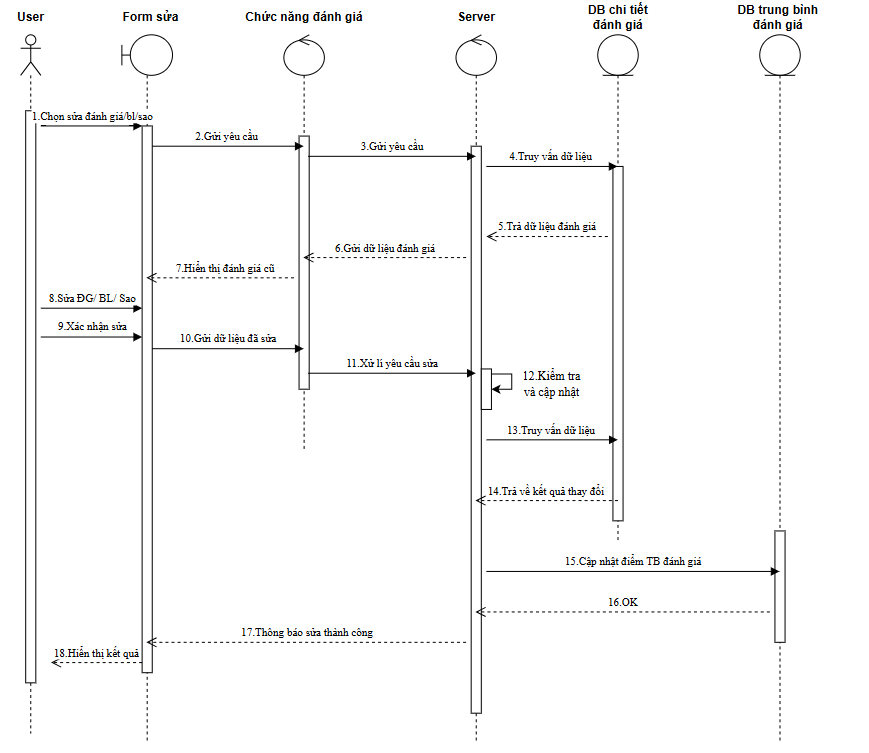 User
Form sửa
Chức năng đánh giá
Server
DB chi tiết
đánh giá
DB trung bình
đánh giá
1.Chọn sửa đánh giá/bl/sao
2.Gửi yêu cầu
3.Gửi yêu cầu
4.Truy vấn dữ liệu
5.Trả dữ liệu đánh giá
6.Gửi dữ liệu đánh giá
7.Hiển thị đánh giá cũ
8.Sửa ĐG/ BL/ Sao
9.Xác nhận sửa
10.Gửi dữ liệu đã sửa
11.Xử lí yêu cầu sửa
12.Kiểm tra
và cập nhật
13.Truy vấn dữ liệu
14.Trả về kết quả thay đổi
15.Cập nhật điểm TB đánh giá
16.OK
17.Thông báo sửa thành công
18.Hiển thị kết quả